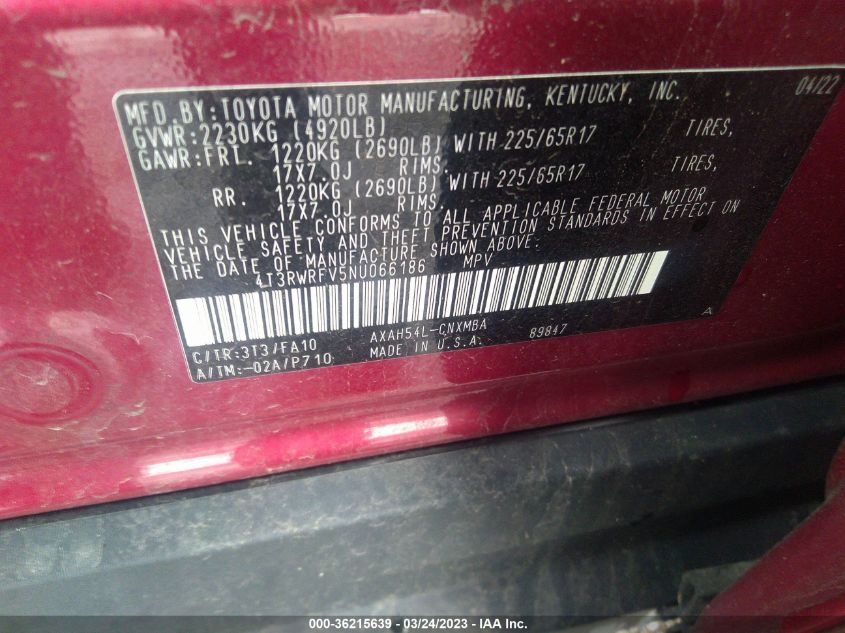 MFD. BY: TOYOTA MOTOR MANUFACTURING, KENTUCKY, INC. 04/22
GVWR: 2230KG (4920LB)
GAWR: FRT. 1220KG (2690LB) WITH 225/65R17 TIRES,
17X7.0J RIMS.
RR. 1220KG (2690LB) WITH 225/65R17 TIRES,
17X7.0J RIMS.
THIS VEHICLE CONFORMS TO ALL APPLICABLE FEDERAL MOTOR
VEHICLE SAFETY AND THEFT PREVENTION STANDARDS IN EFFECT ON
THE DATE OF MANUFACTURE SHOWN ABOVE.
4T3RWRFV5NU066186 MPV
C/TR: 3T3/FA10 AXAH54L-CNXMBA 89847 A
A/TM: -02A/P710 MADE IN U.S.A.
000-36215639 - 03/24/2023 - IAA Inc.